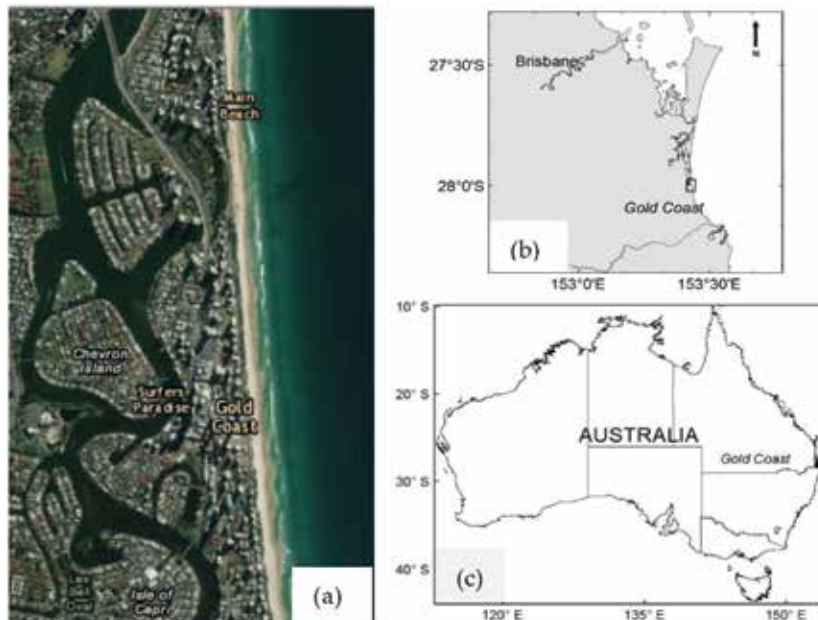 Main
Beach
Chevron
Island
Surfers
Paradise
Gold
Coast
Isle of
Capri
(a)
Brisbane
27°30'S
28°0'S
Gold Coast
(b)
153°0'E
153°30'E
N
10° S
20° S
30° S
40° S
AUSTRALIA
Gold Coast
(c)
120° E
135° E
150° E